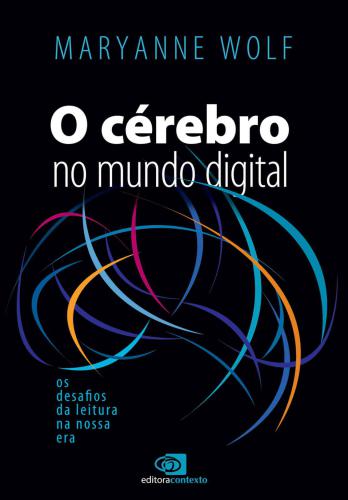 MARYANNE WOLF
O cérebro
no mundo digital
os
desafios
da leitura
na nossa
era
editoracontexto